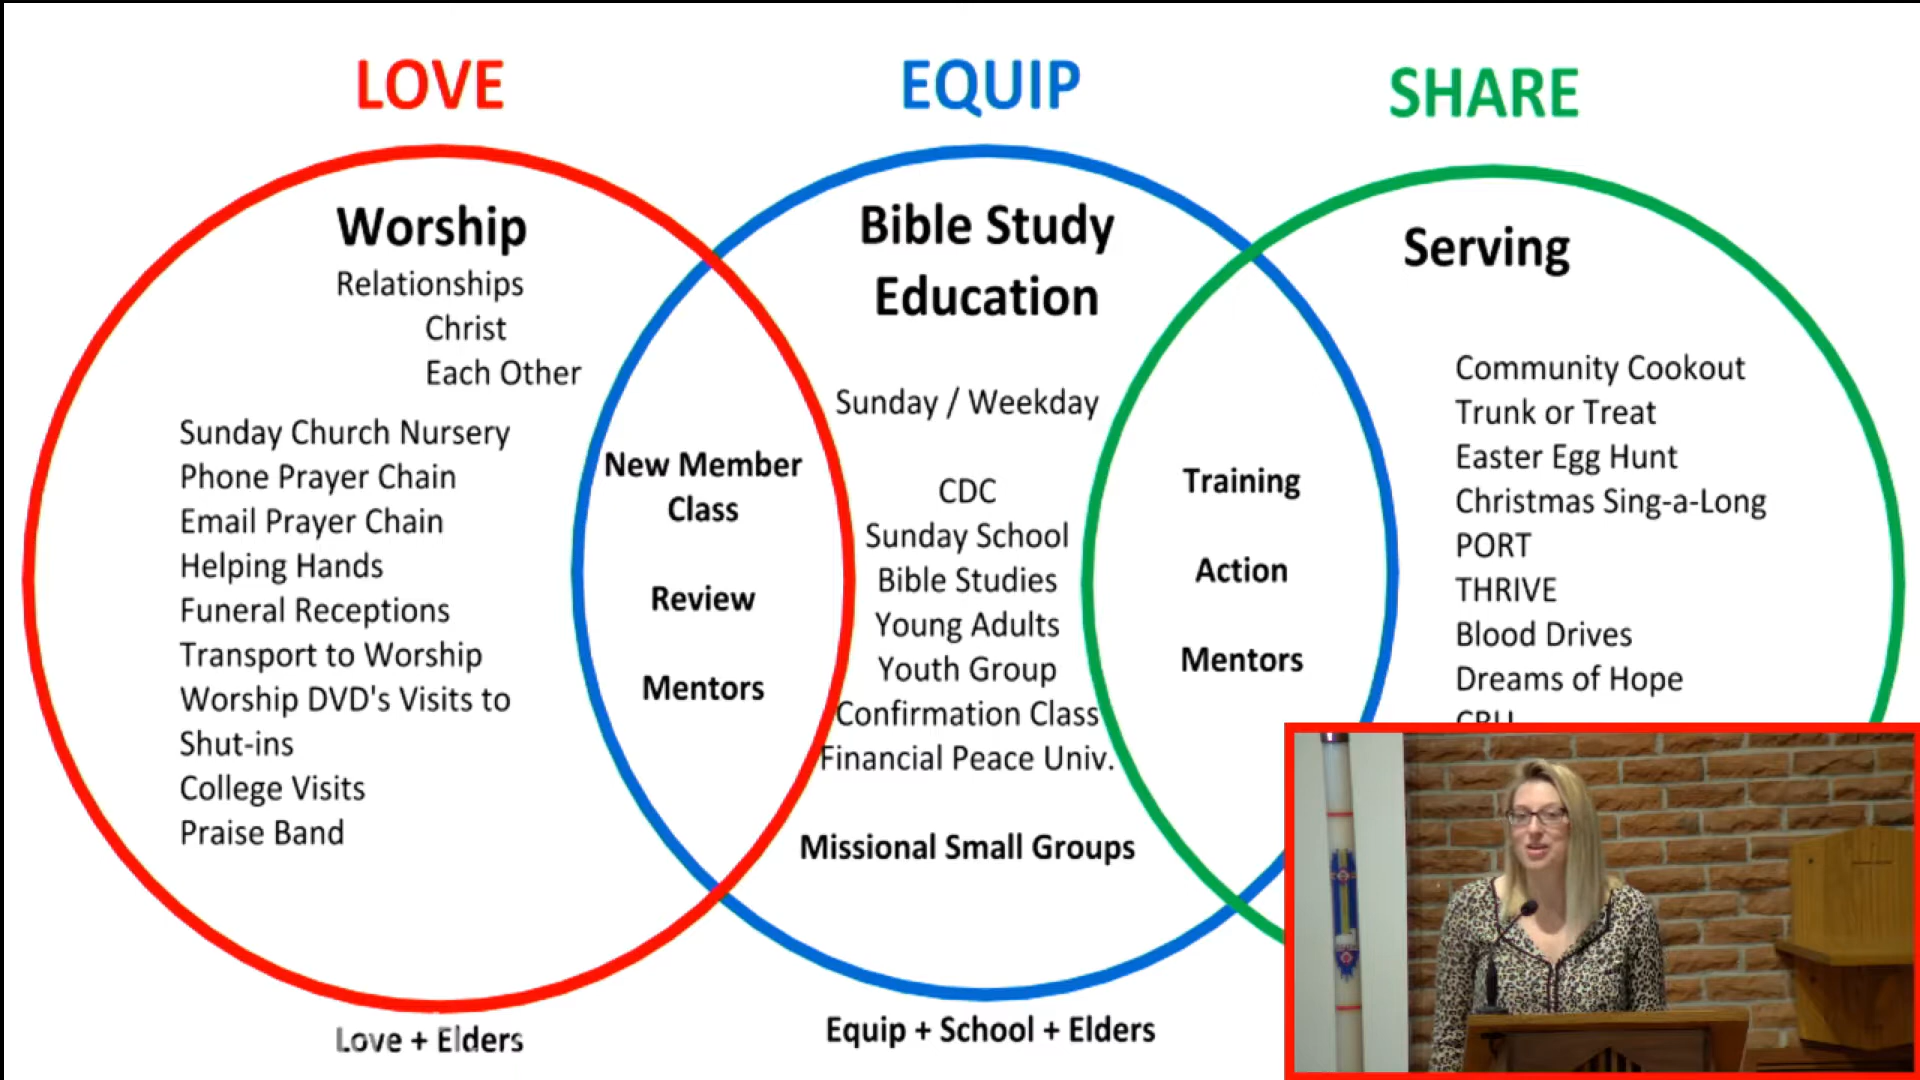 LOVE
EQUIP
SHARE
Worship
Relationships
Christ
Each Other
Sunday Church Nursery
Phone Prayer Chain
Email Prayer Chain
Helping Hands
Funeral Receptions
Transport to Worship
Worship DVD's Visits to
Shut-ins
College Visits
Praise Band
Love + Elders
New Member
Class
Review
Mentors
Bible Study
Education
Sunday / Weekday
CDC
Sunday School
Bible Studies
Young Adults
Youth Group
Confirmation Class
Financial Peace Univ.
Missional Small Groups
Equip + School + Elders
Training
Action
Mentors
Serving
Community Cookout
Trunk or Treat
Easter Egg Hunt
Christmas Sing-a-Long
PORT
THRIVE
Blood Drives
Dreams of Hope